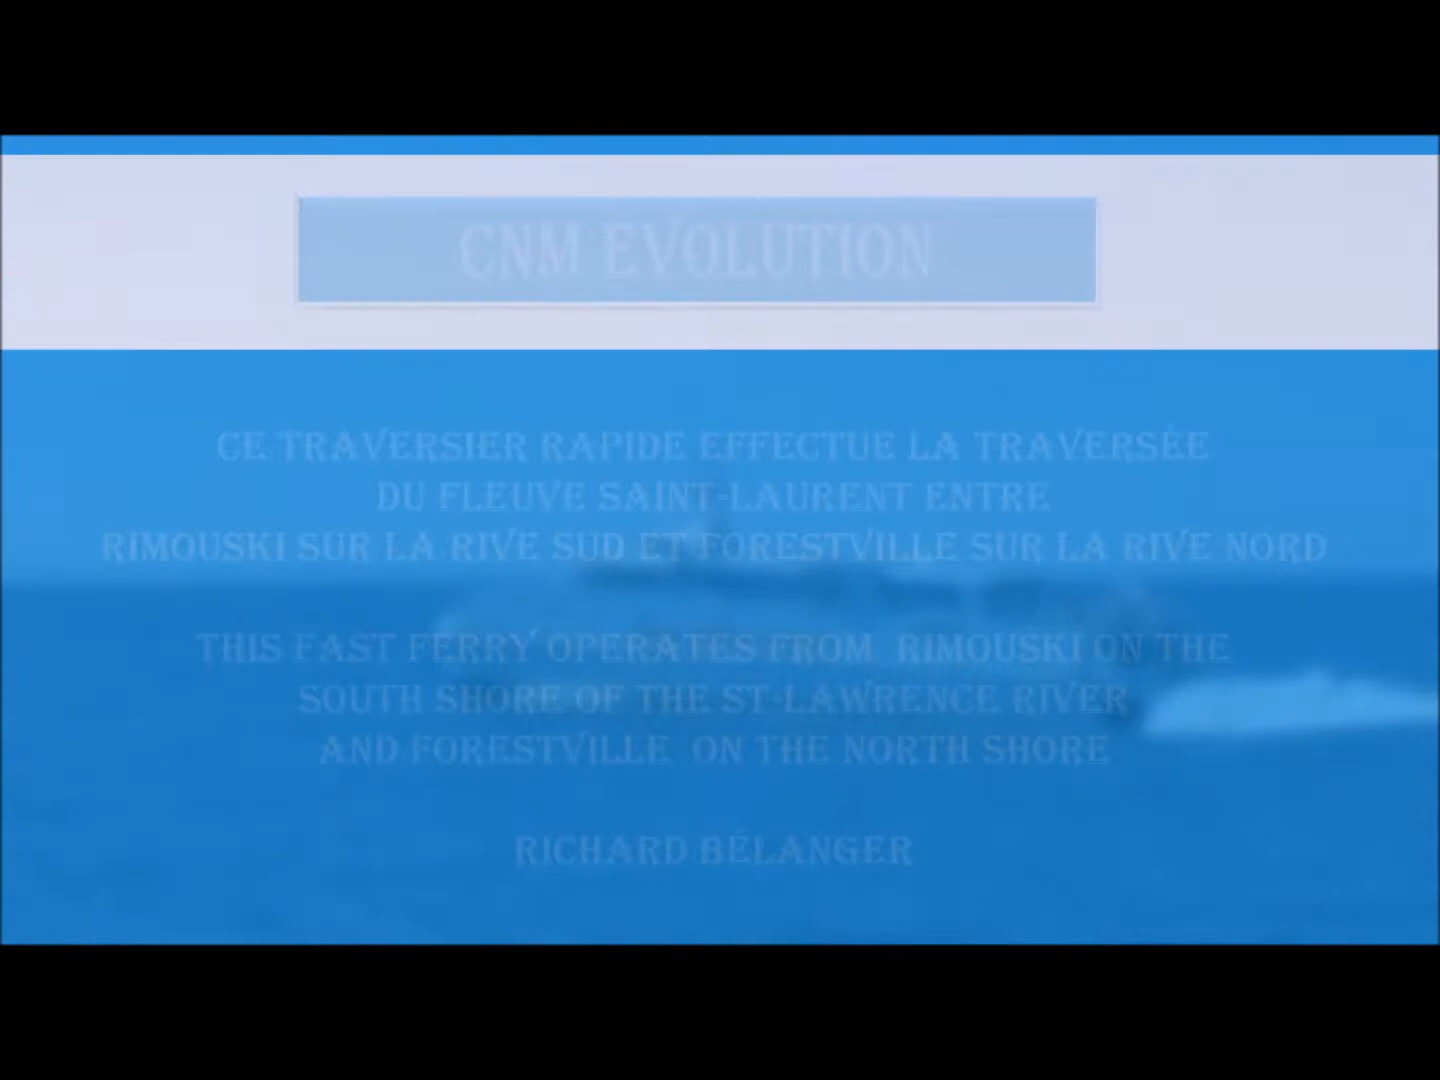 CNM EVOLUTION
CE TRAVERSIER RAPIDE EFFECTUE LA TRAVERSÉE
DU FLEUVE SAINT-LAURENT ENTRE
RIMOUSKI SUR LA RIVE SUD ET FORESTVILLE SUR LA RIVE NORD
THIS FAST FERRY OPERATES FROM RIMOUSKI ON THE
SOUTH SHORE OF THE ST-LAWRENCE RIVER
AND FORESTVILLE ON THE NORTH SHORE
RICHARD BÉLANGER